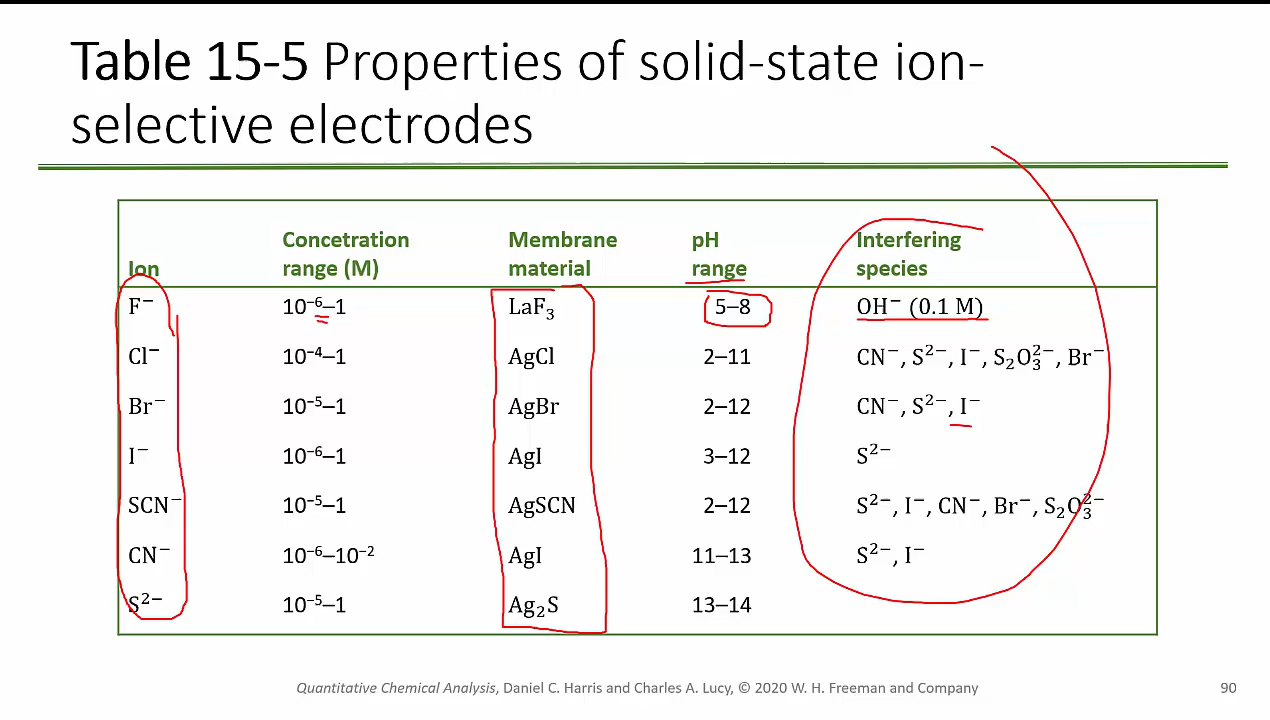 Table 15-5 Properties of solid-state ion-
selective electrodes
Ion Concetration range (M) Membrane material pH range Interfering species
F⁻ 10⁻⁶–1 LaF₃ 5–8 OH⁻ (0.1 M)
Cl⁻ 10⁻⁴–1 AgCl 2–11 CN⁻, S²⁻, I⁻, S₂O₃²⁻, Br⁻
Br⁻ 10⁻⁵–1 AgBr 2–12 CN⁻, S²⁻, I⁻
I⁻ 10⁻⁶–1 AgI 3–12 S²⁻
SCN⁻ 10⁻⁵–1 AgSCN 2–12 S²⁻, I⁻, CN⁻, Br⁻, S₂O₃²⁻
CN⁻ 10⁻⁶–10⁻² AgI 11–13 S²⁻, I⁻
S²⁻ 10⁻⁵–1 Ag₂S 13–14
Quantitative Chemical Analysis, Daniel C. Harris and Charles A. Lucy, © 2020 W. H. Freeman and Company 90